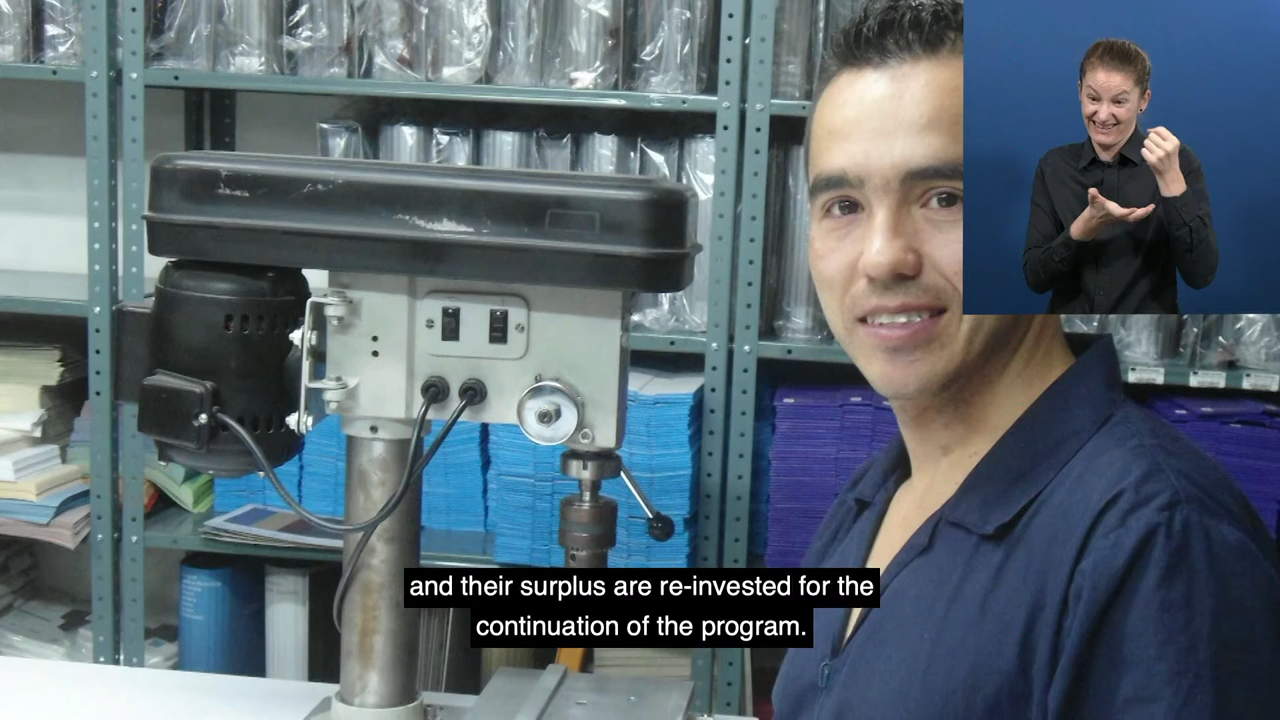 and their surplus are re-invested for the
continuation of the program.